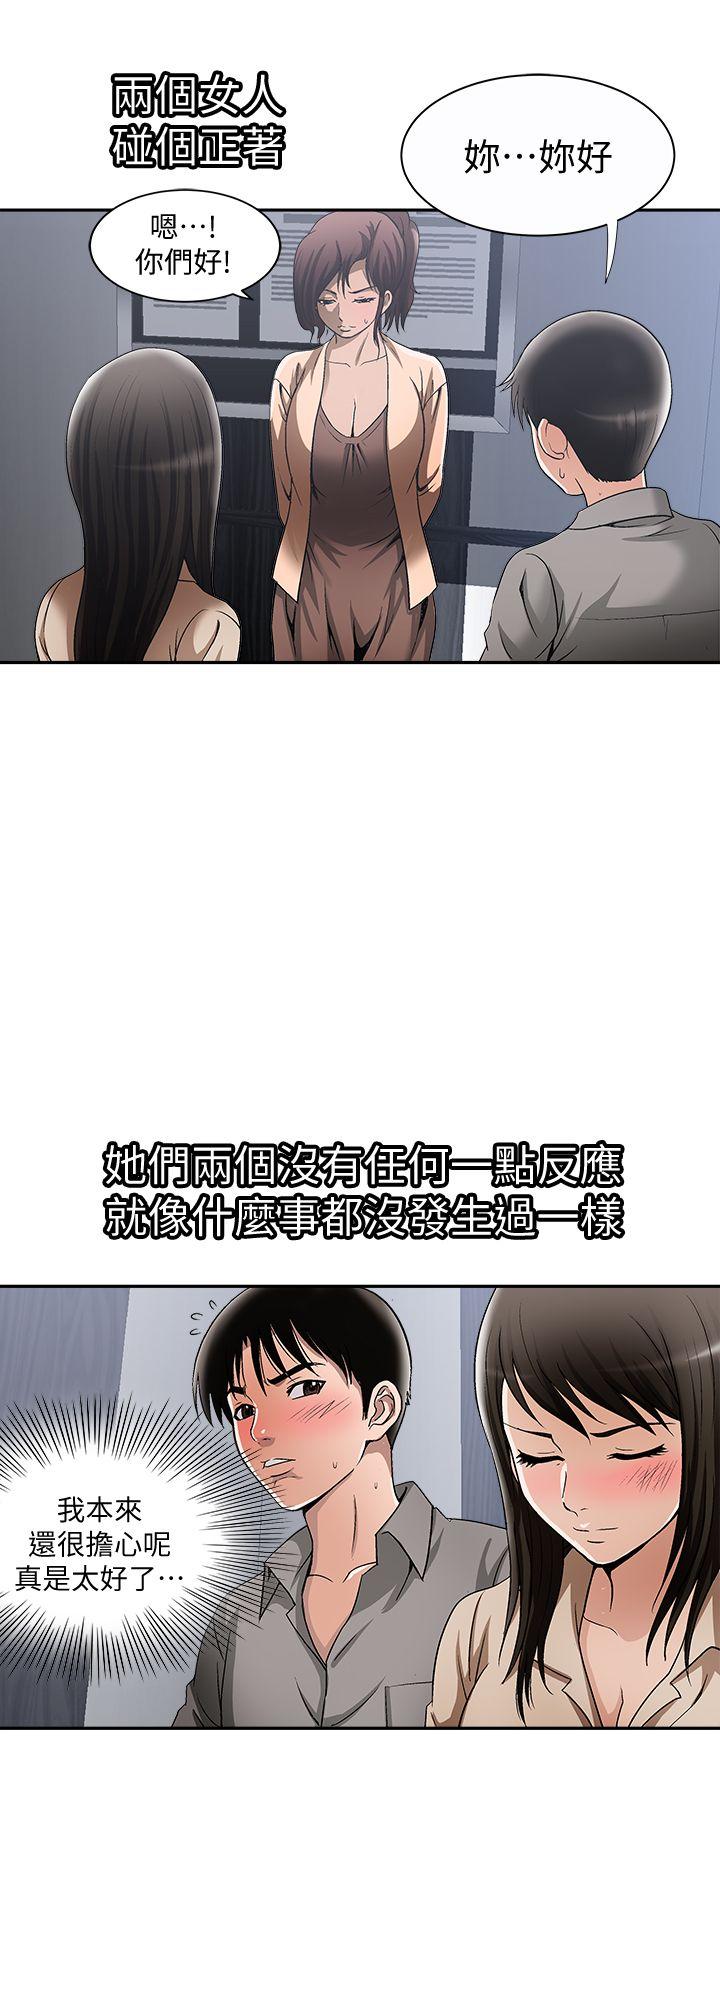 兩個女人
碰個正著
妳…妳好
嗯…!
你們好!
她們兩個沒有任何一點反應
就像什麼事都沒發生過一樣
我本來
還很擔心呢
真是太好了…